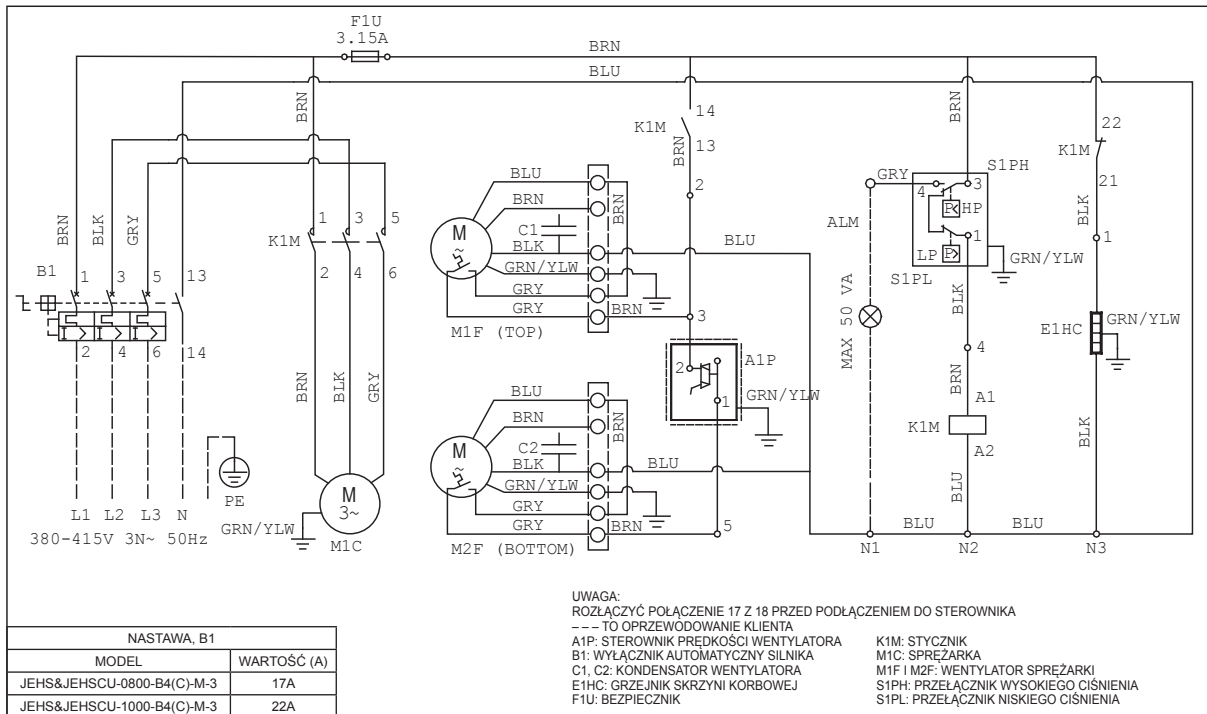 F1U
3.15A
BRN
BLU
BRN
BRN
BRN
14
K1M
13
BRN
2
22
K1M
21
BLK
1
S1PH
GRY
4
3
P< HP
1
LP P>
S1PL
GRN/YLW
ALM
MAX 50 VA
BLK
4
BRN
A1
K1M
A2
BLU
E1HC
GRN/YLW
BLK
BRN
BLK
GRY
B1
1
3
5
13
2
4
6
14
K1M
1
3
5
2
4
6
BRN
BLK
GRY
L1
L2
L3
N
PE
380-415V 3N~ 50Hz
GRN/YLW
M
3~
M1C
BLU
BRN
BRN
C1
BLK
GRN/YLW
GRY
GRY
M
~
M1F (TOP)
BLU
BRN
3
2
A1P
1
GRN/YLW
BLU
BRN
BRN
C2
BLK
GRN/YLW
GRY
GRY
M
~
M2F (BOTTOM)
BLU
BRN
5
BLU
BLU
N1
N2
N3
UWAGA:
ROZŁĄCZYĆ POŁĄCZENIE 17 Z 18 PRZED PODŁĄCZENIEM DO STEROWNIKA
– – – TO OPRZEWODOWANIE KLIENTA
A1P: STEROWNIK PRĘDKOŚCI WENTYLATORA
B1: WYŁĄCZNIK AUTOMATYCZNY SILNIKA
C1, C2: KONDENSATOR WENTYLATORA
E1HC: GRZEJNIK SKRZYNI KORBOWEJ
F1U: BEZPIECZNIK
K1M: STYCZNIK
M1C: SPRĘŻARKA
M1F I M2F: WENTYLATOR SPRĘŻARKI
S1PH: PRZEŁĄCZNIK WYSOKIEGO CIŚNIENIA
S1PL: PRZEŁĄCZNIK NISKIEGO CIŚNIENIA
NASTAWA, B1
MODEL WARTOŚĆ (A)
JEHS&JEHSCU-0800-B4(C)-M-3 17A
JEHS&JEHSCU-1000-B4(C)-M-3 22A